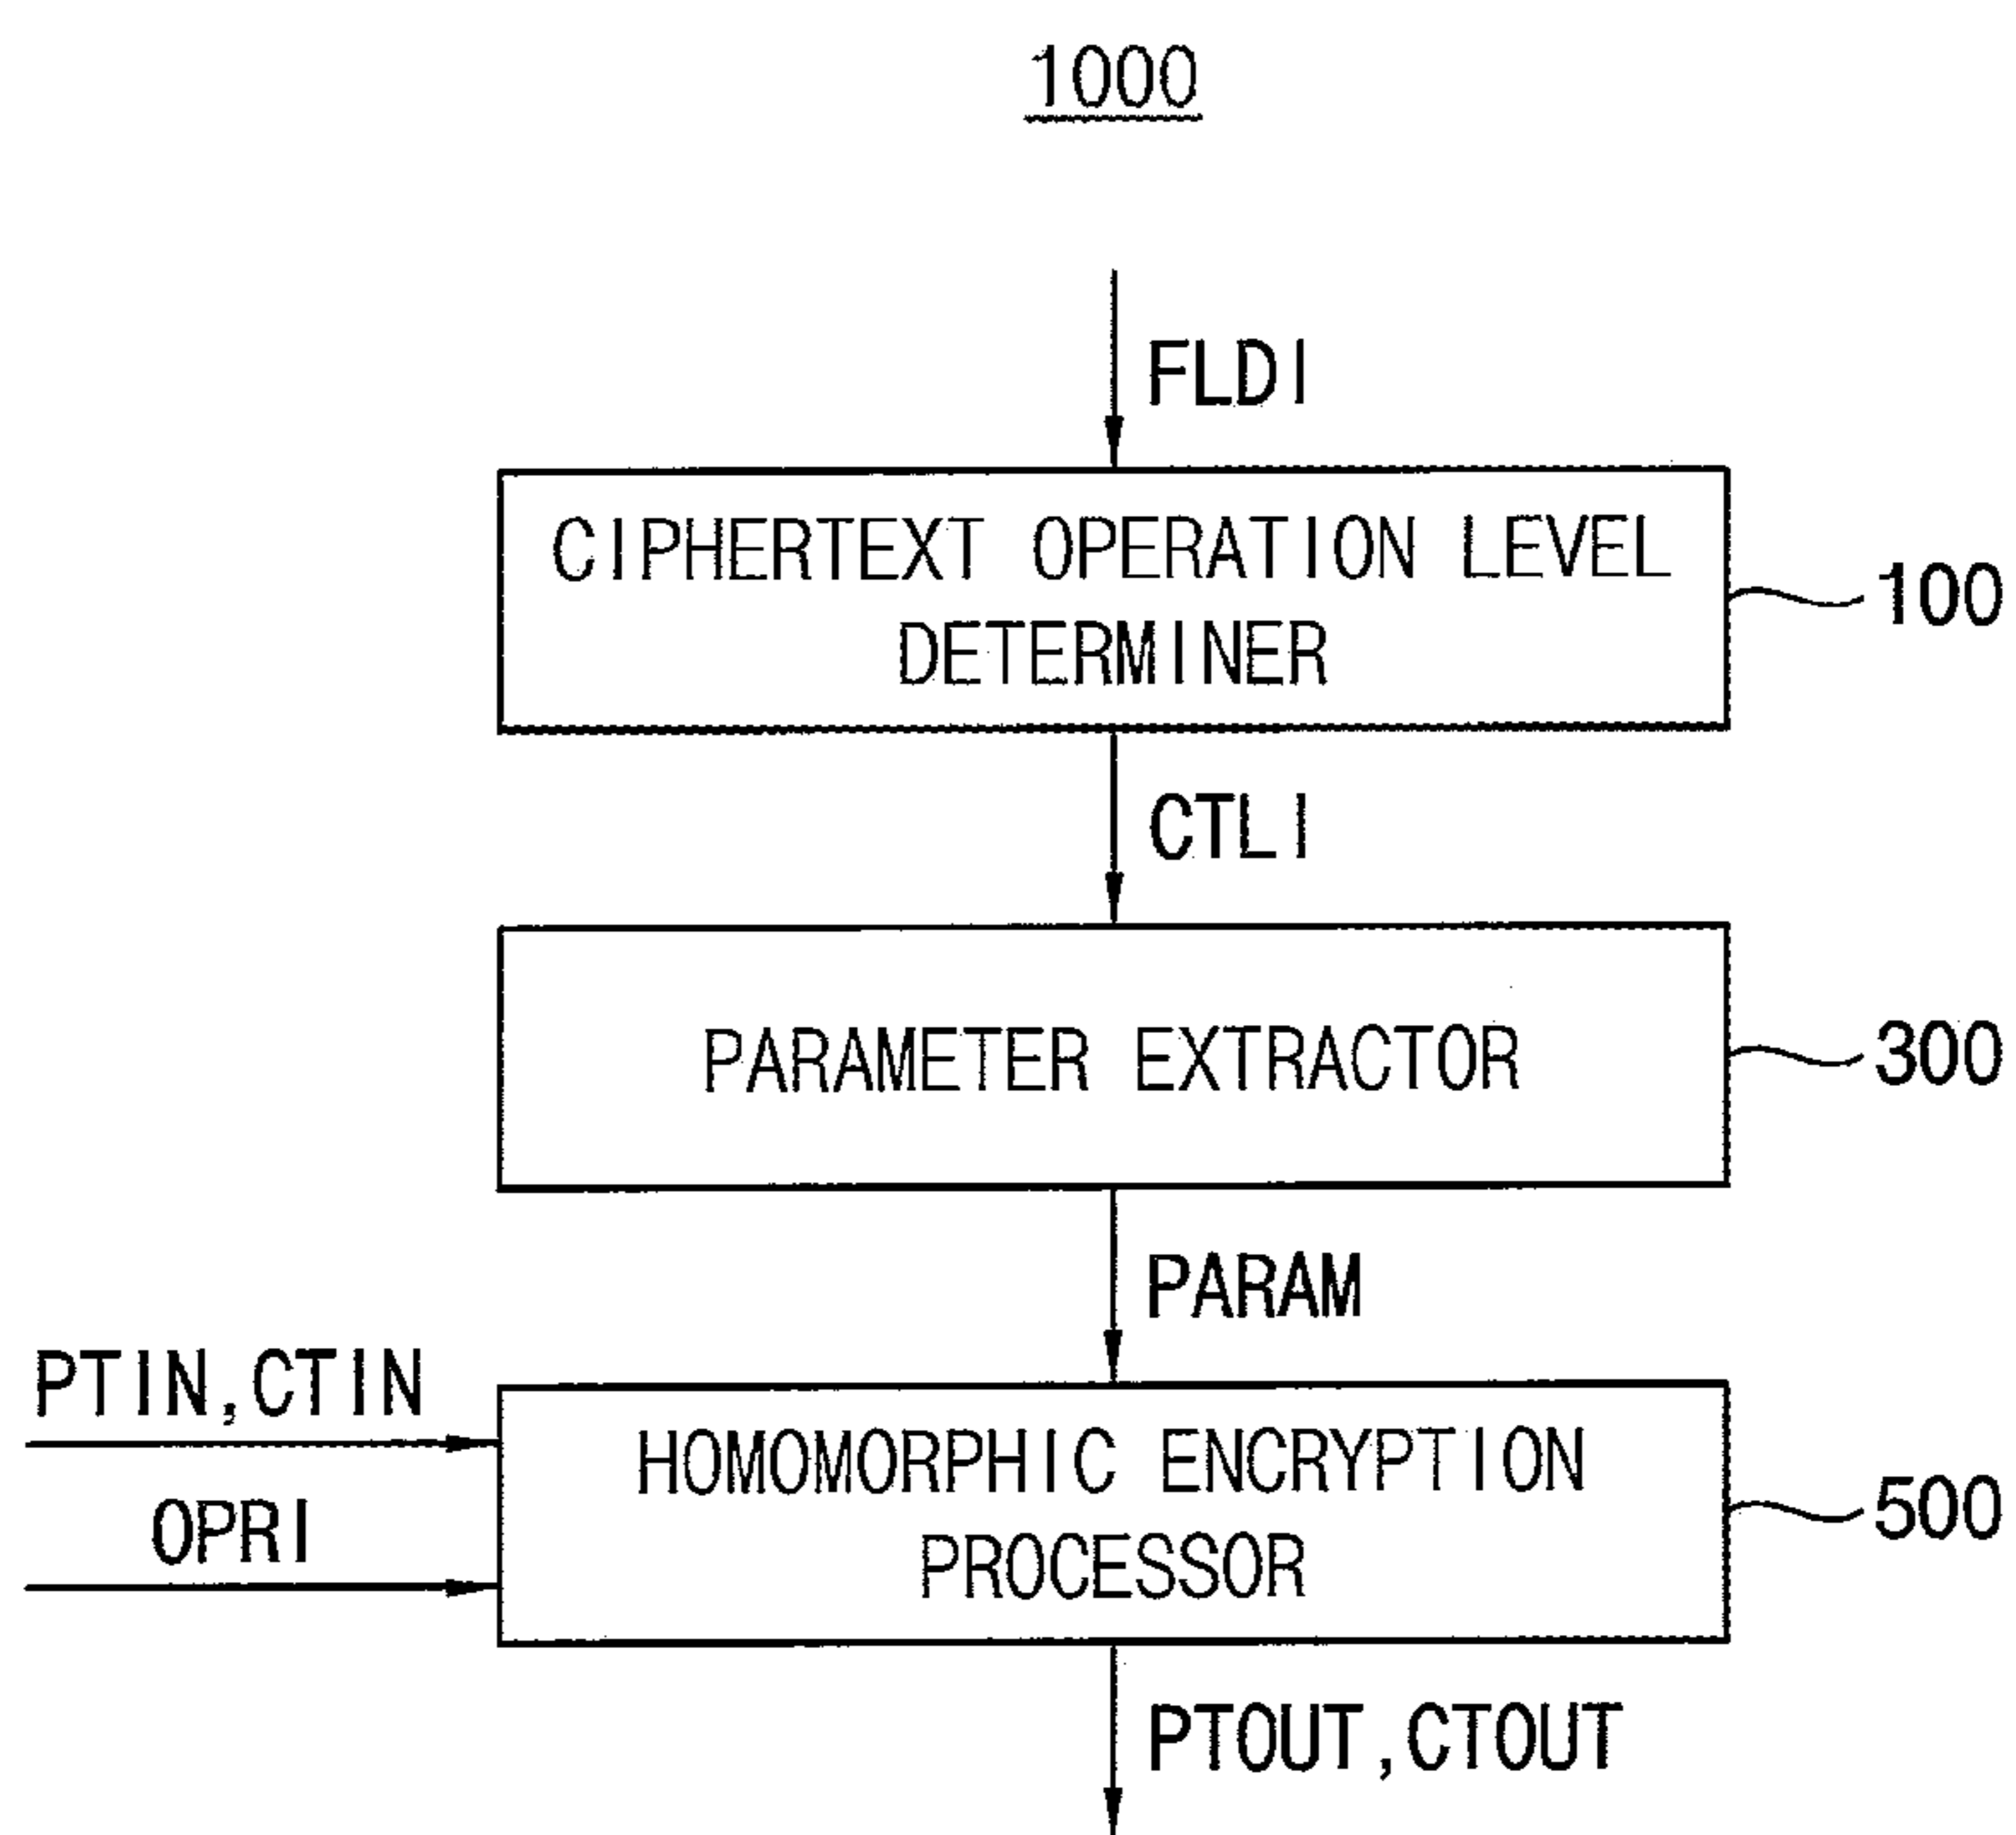 1000
FLDI
CIPHERTEXT OPERATION LEVEL
DETERMINER
100
CTLI
PARAMETER EXTRACTOR
300
PARAM
PTIN,CTIN
OPRI
HOMOMORPHIC ENCRYPTION
PROCESSOR
500
PTOUT,CTOUT